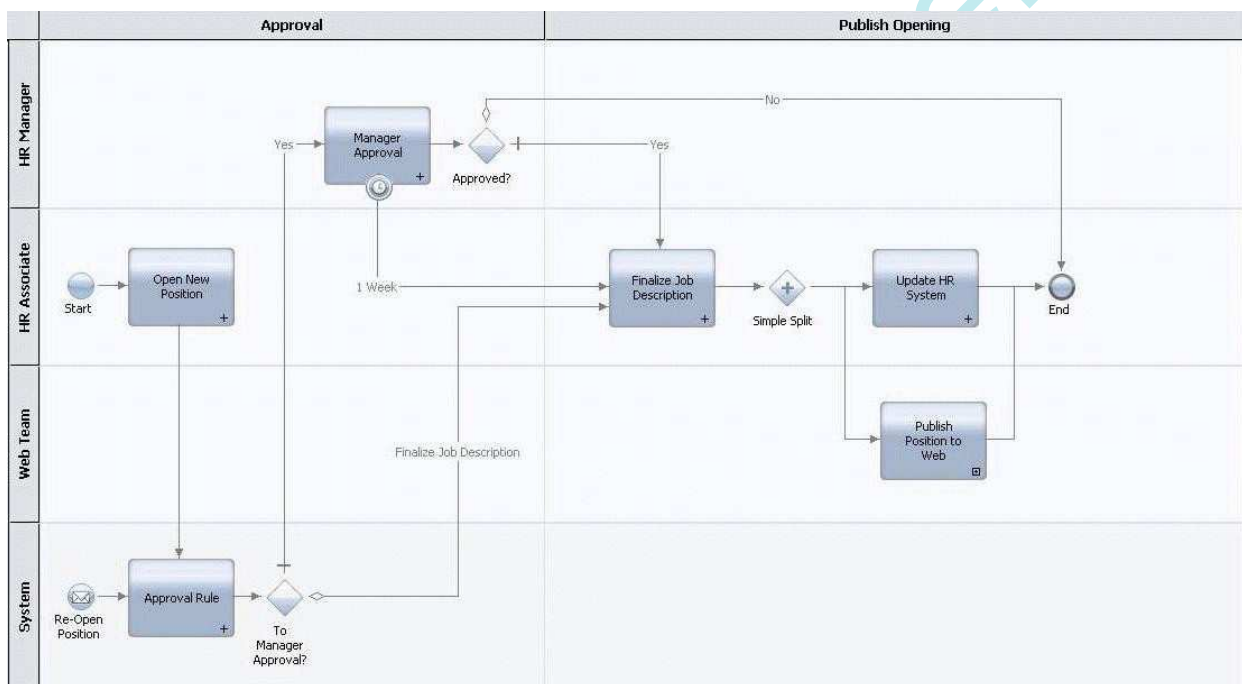 Approval
Publish Opening
HR Manager
Yes
Manager
Approval
Approved?
No
Yes
HR Associate
Start
Open New
Position
1 Week
Finalize Job
Description
Simple Split
Update HR
System
End
Web Team
Finalize Job Description
Publish
Position to
Web
System
Re-Open
Position
Approval Rule
To
Manager
Approval?